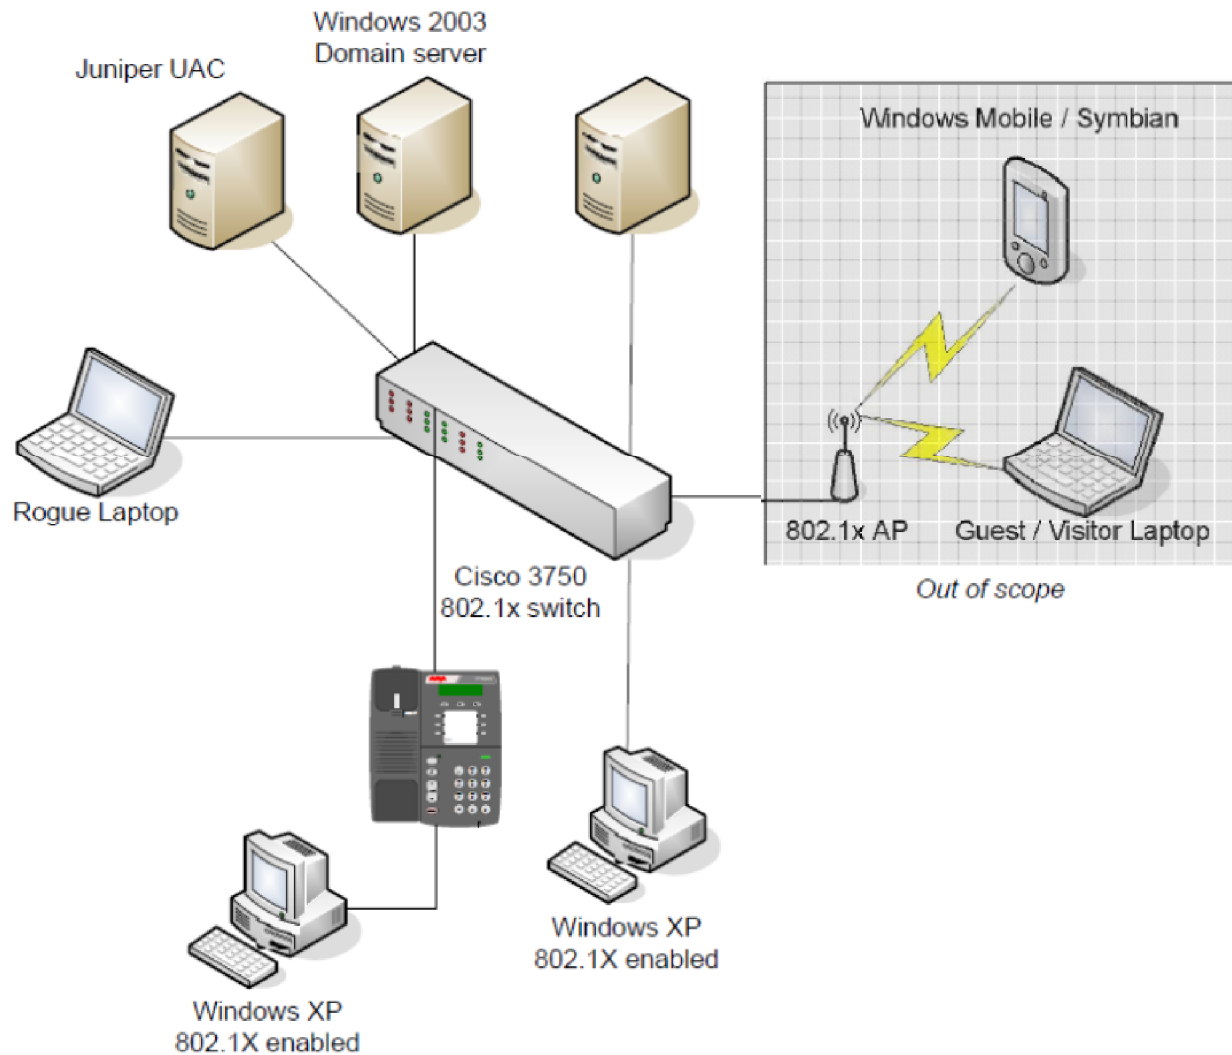 Windows 2003
Domain server
Juniper UAC
Windows Mobile / Symbian
Rogue Laptop
802.1x AP
Guest / Visitor Laptop
Out of scope
Cisco 3750
802.1x switch
Windows XP
802.1X enabled
Windows XP
802.1X enabled